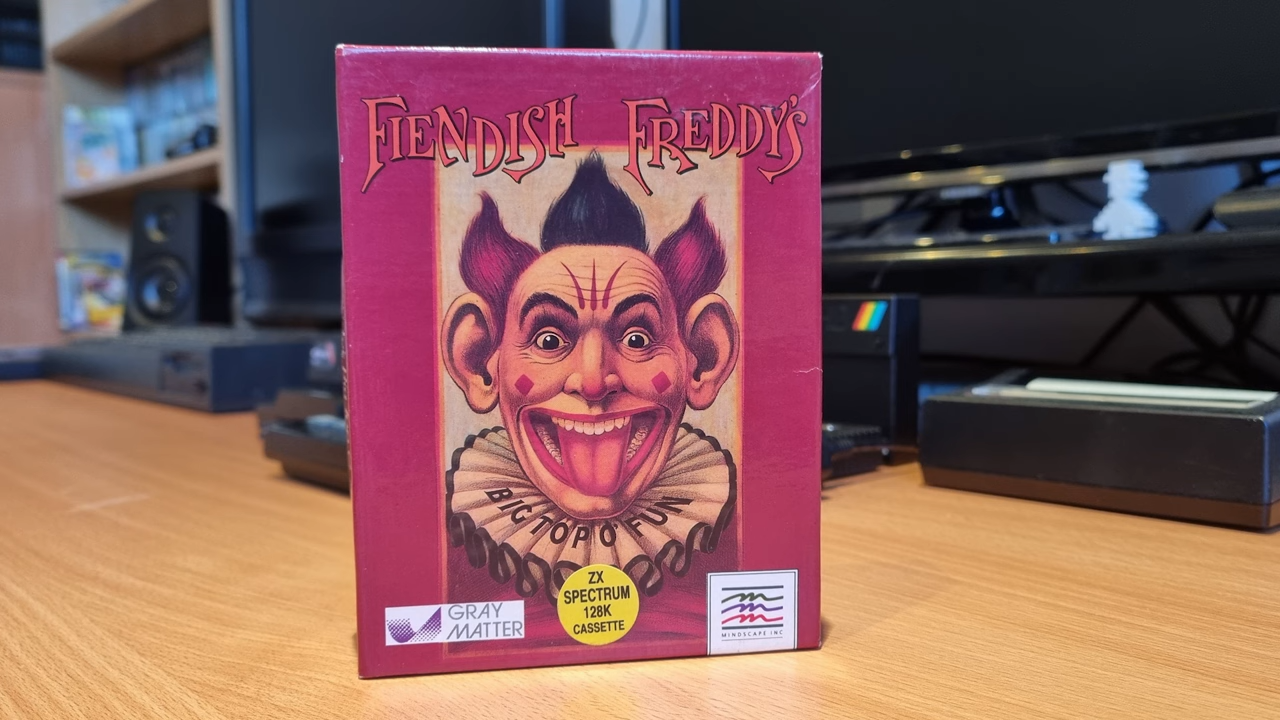 FIENDISH FREDDY'S
BIG TOP O' FUN
GRAY
MATTER
ZX
SPECTRUM
128K
CASSETTE
MINDSCAPE INC